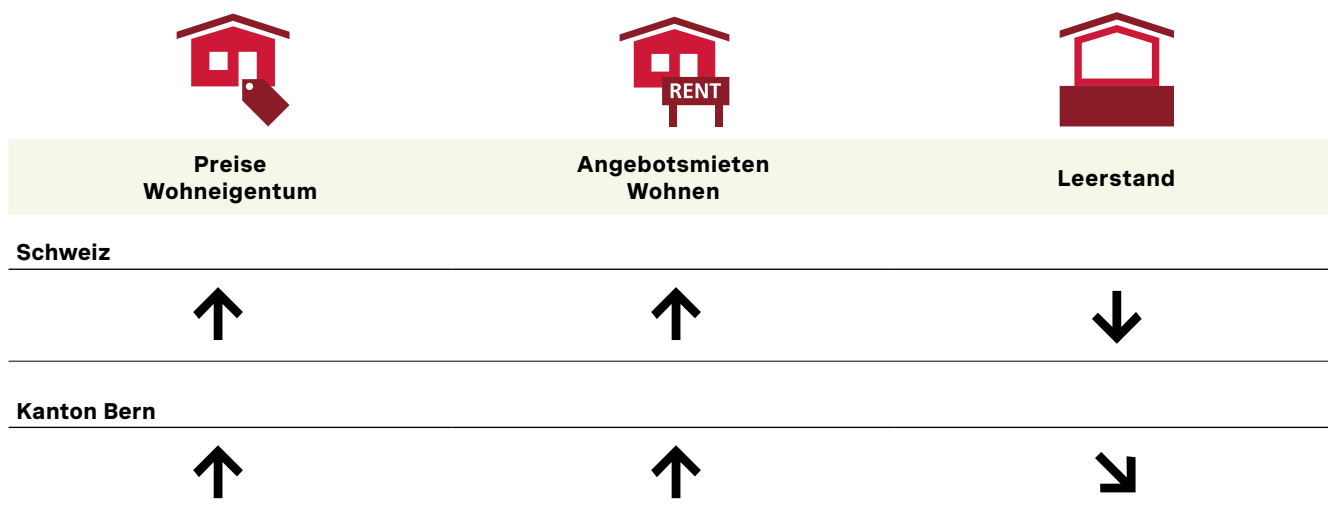 RENT
Preise
Wohneigentum
Angebotsmieten
Wohnen
Leerstand
Schweiz
Kanton Bern